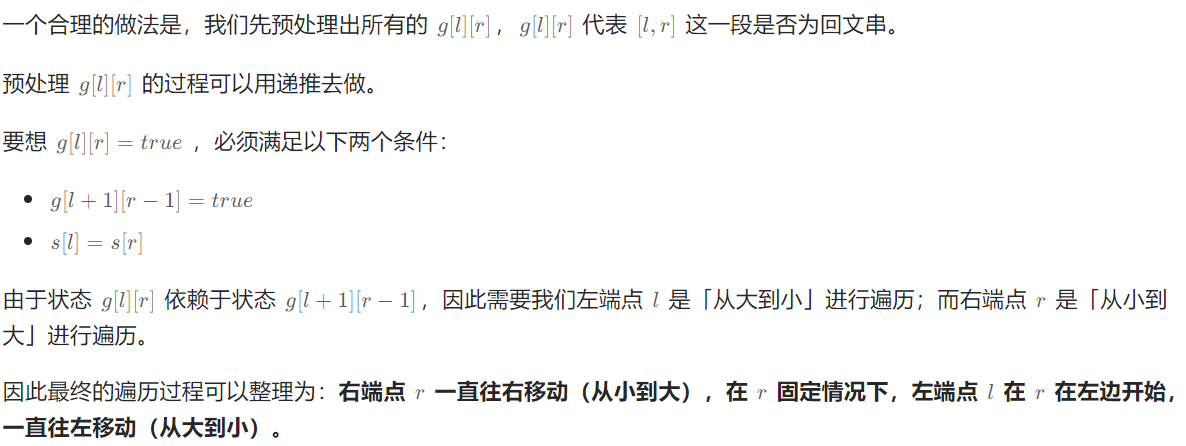 一个合理的做法是，我们先预处理出所有的 g[l][r]，g[l][r] 代表 [l, r] 这一段是否为回文串。
预处理 g[l][r] 的过程可以用递推去做。
要想 g[l][r] = true ，必须满足以下两个条件：
• g[l + 1][r − 1] = true
• s[l] = s[r]
由于状态 g[l][r] 依赖于状态 g[l + 1][r − 1]，因此需要我们左端点 l 是「从大到小」进行遍历；而右端点 r 是「从小到
大」进行遍历。
因此最终的遍历过程可以整理为：右端点 r 一直往右移动（从小到大），在 r 固定情况下，左端点 l 在 r 在左边开始，
一直往左移动（从大到小）。